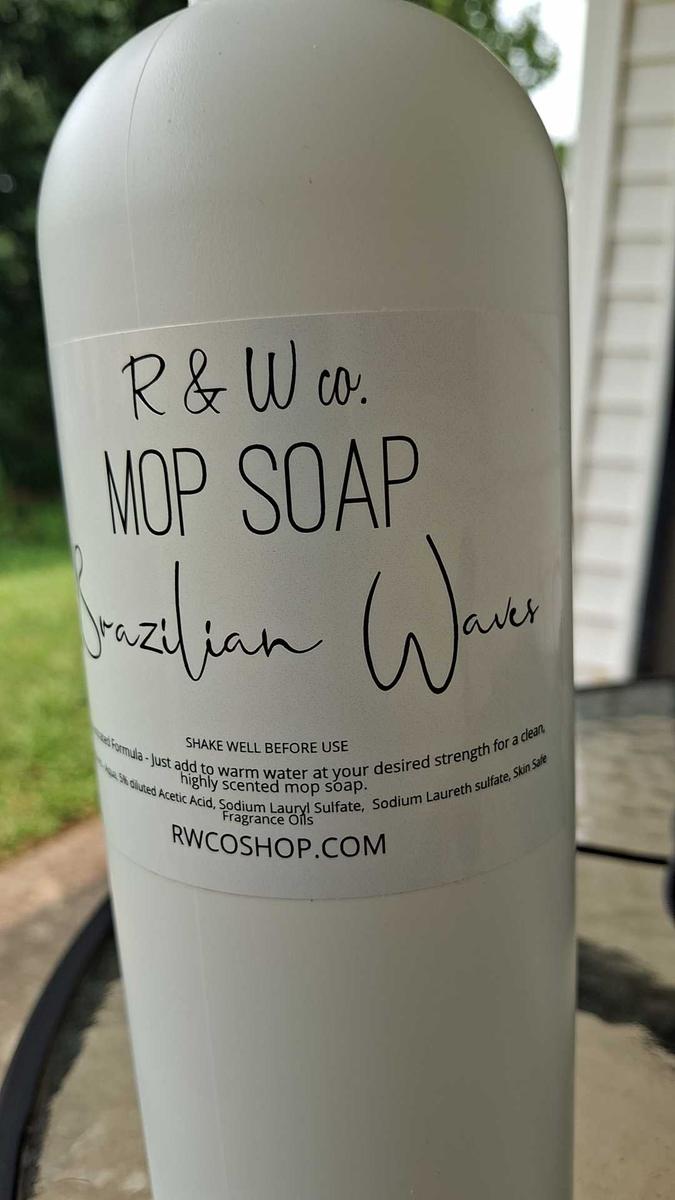 R & W co.
MOP SOAP
Brazilian Waves
SHAKE WELL BEFORE USE
Formula - Just add to warm water at your desired strength for a clean,
highly scented mop soap.
Aqua, 5% diluted Acetic Acid, Sodium Lauryl Sulfate, Sodium Laureth sulfate, Skin Safe
Fragrance Oils
RWCOSHOP.COM